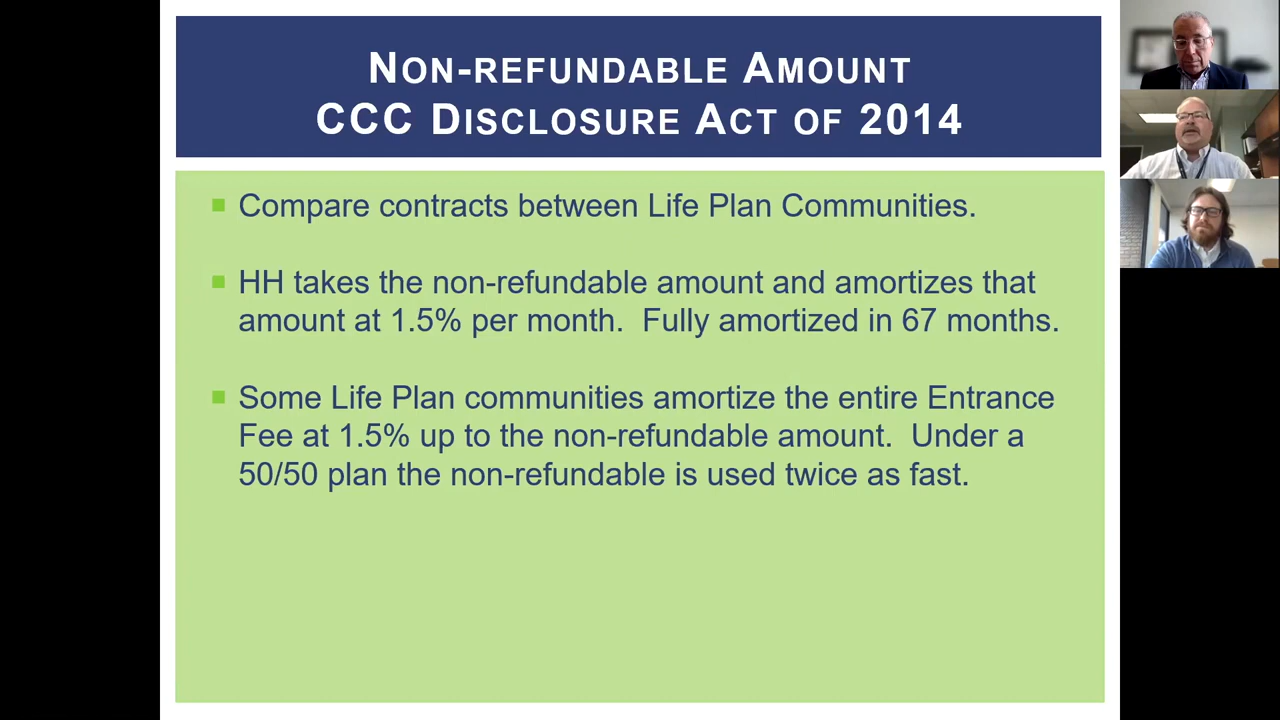 NON-REFUNDABLE AMOUNT
CCC DISCLOSURE ACT OF 2014
Compare contracts between Life Plan Communities.
HH takes the non-refundable amount and amortizes that
amount at 1.5% per month.  Fully amortized in 67 months.
Some Life Plan communities amortize the entire Entrance
Fee at 1.5% up to the non-refundable amount.  Under a
50/50 plan the non-refundable is used twice as fast.